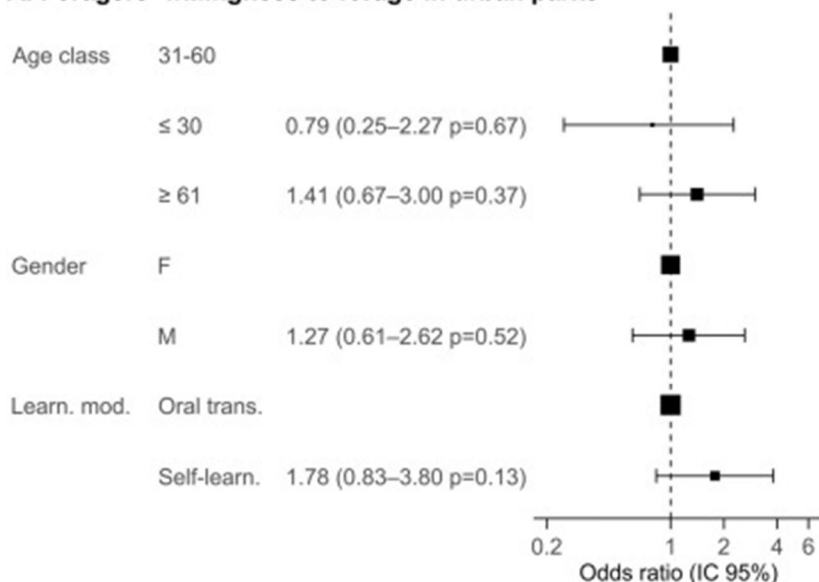 Age class 31-60
≤ 30 0.79 (0.25–2.27 p=0.67)
≥ 61 1.41 (0.67–3.00 p=0.37)
Gender F
M 1.27 (0.61–2.62 p=0.52)
Learn. mod. Oral trans.
Self-learn. 1.78 (0.83–3.80 p=0.13)
0.2 1 2 4 6
Odds ratio (IC 95%)